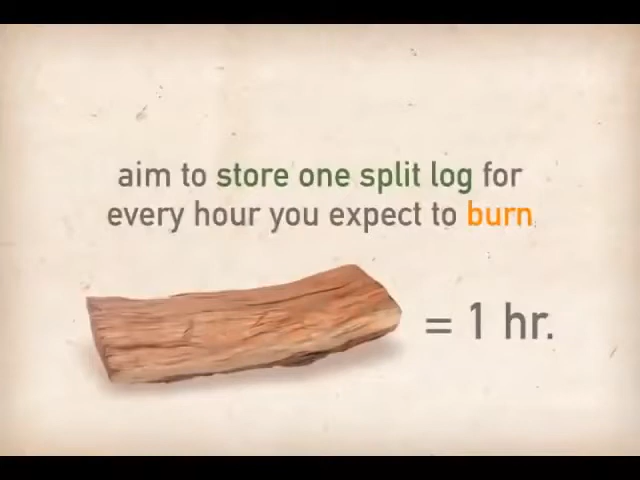 aim to store one split log for
every hour you expect to burn
= 1 hr.